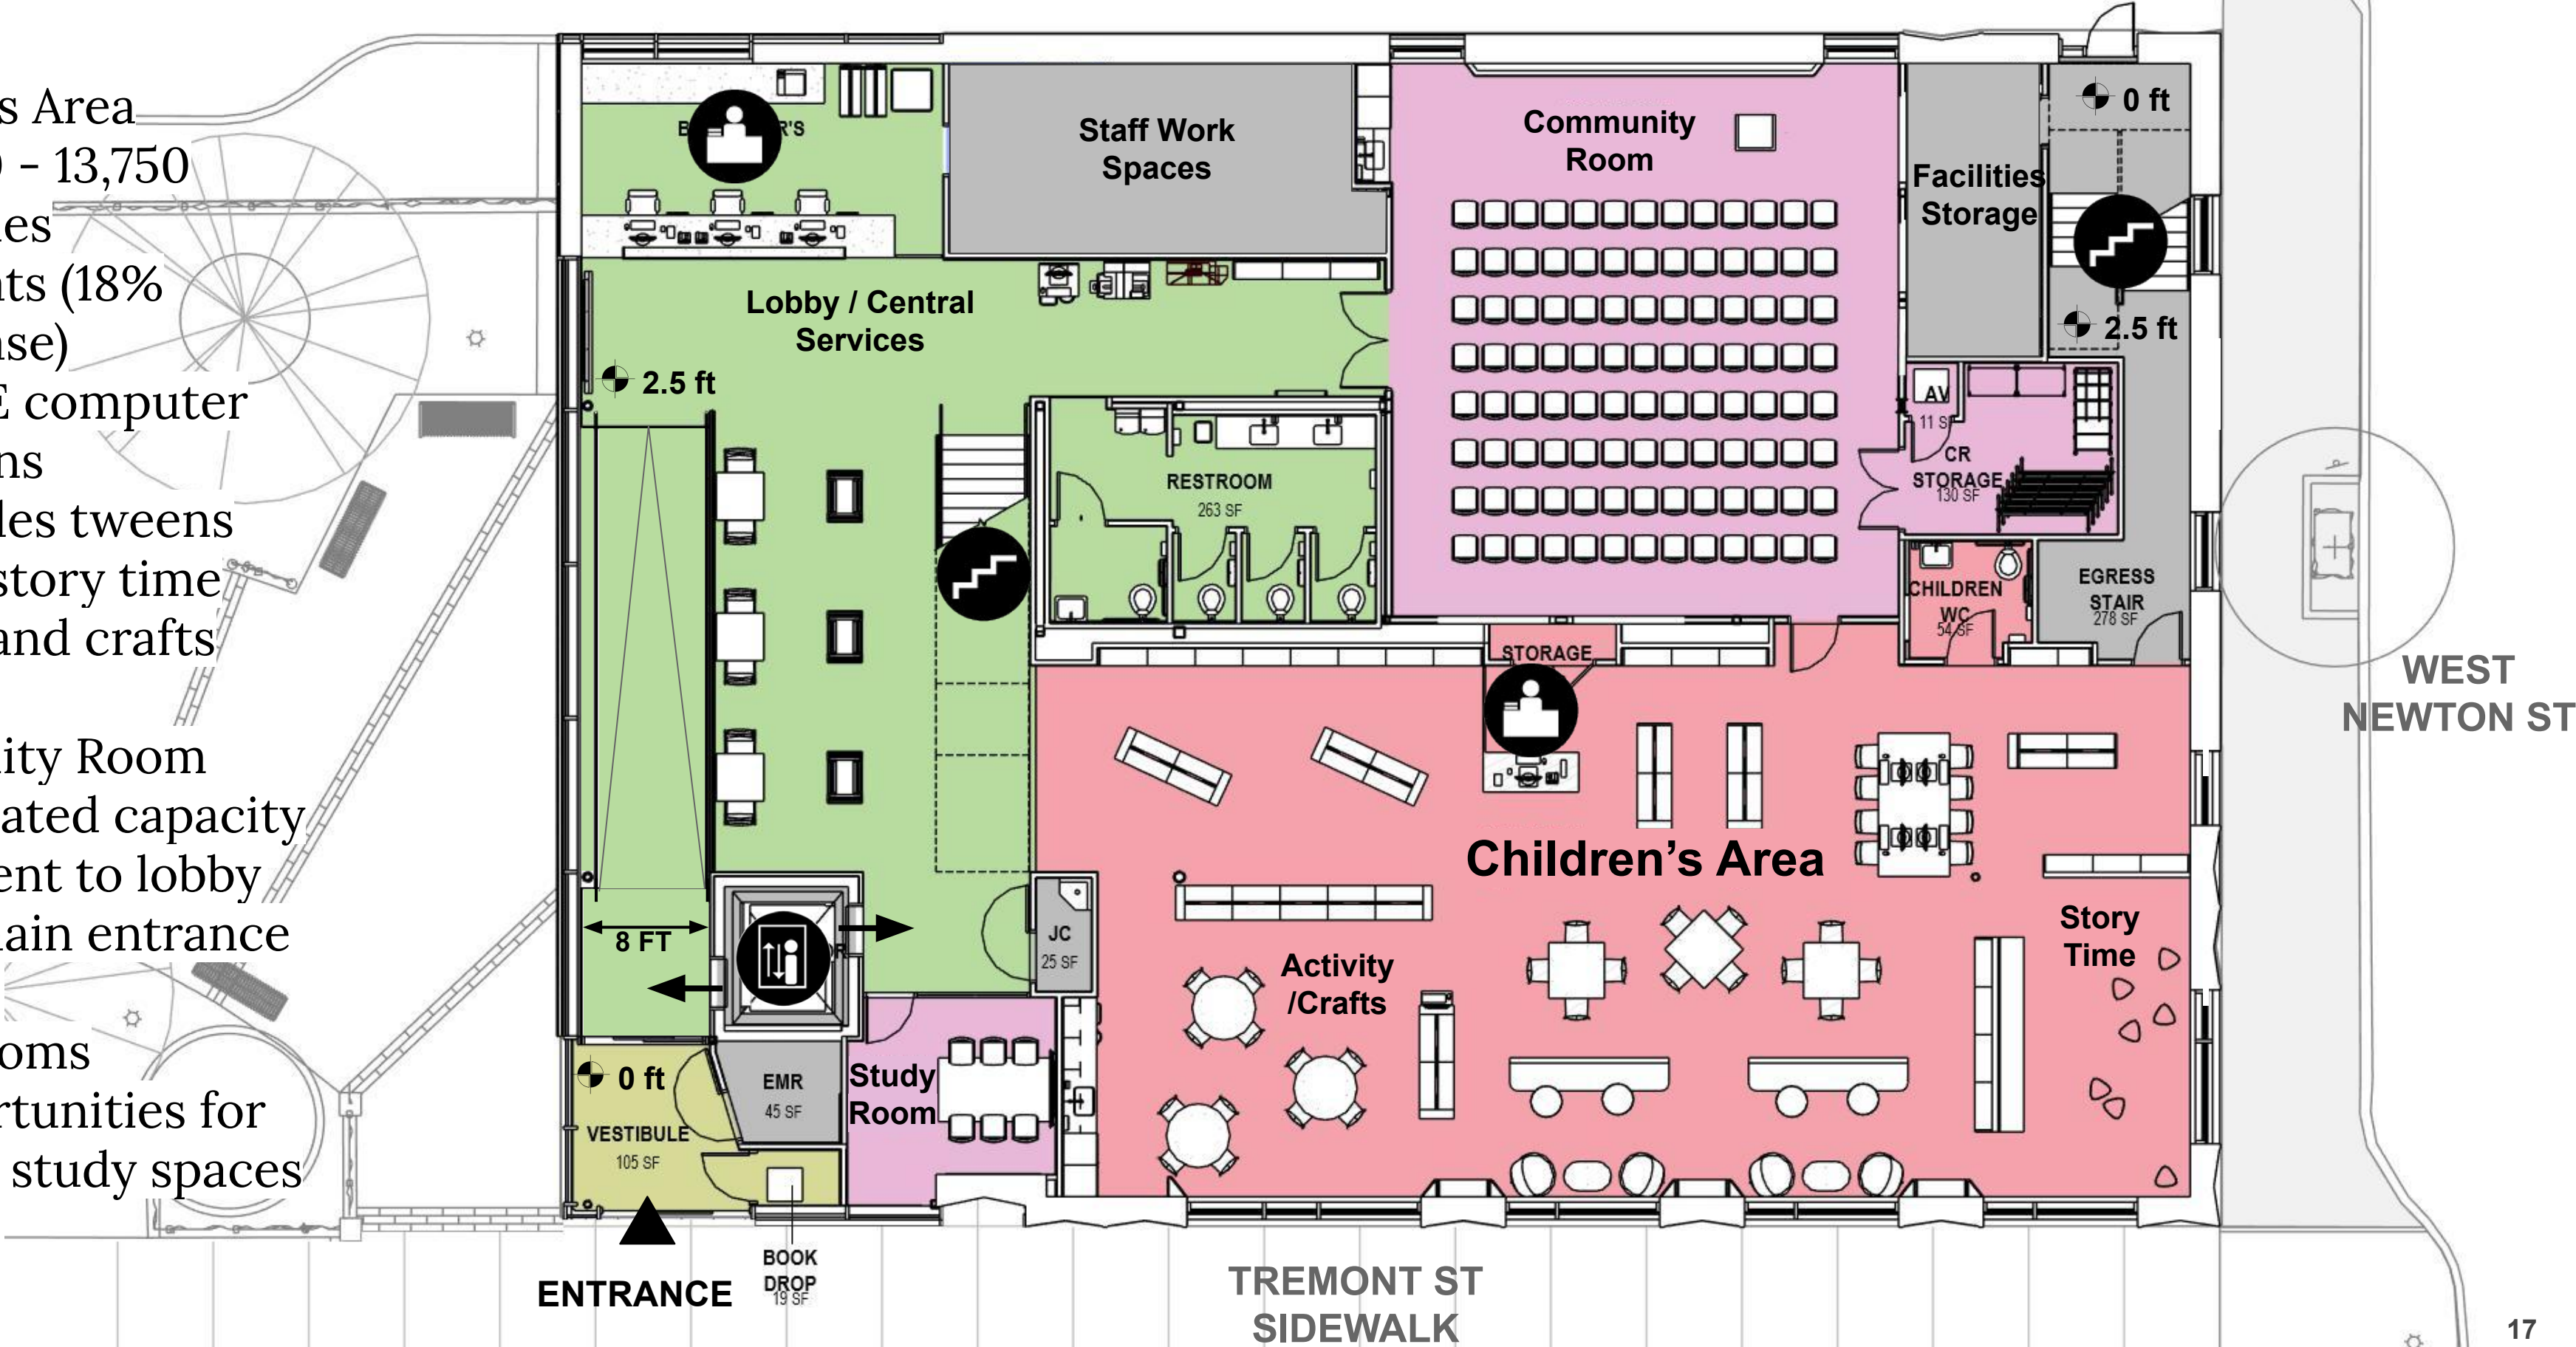 s Area
- 13,750
es
ts (18%
ase)
E computer
ns
les tweens
story time
and crafts
ity Room
ated capacity
ent to lobby
ain entrance
oms
rtunities for
study spaces
R'S
Staff Work
Spaces
Community
Room
Facilities
Storage
0 ft
2.5 ft
Lobby / Central
Services
2.5 ft
RESTROOM
263 SF
AV
11 SF
CR
STORAGE
130 SF
CHILDREN
WC
54 SF
EGRESS
STAIR
278 SF
STORAGE
Children’s Area
Story
Time
Activity
/Crafts
JC
25 SF
8 FT
Study
Room
EMR
45 SF
0 ft
VESTIBULE
105 SF
ENTRANCE
BOOK
DROP
19 SF
TREMONT ST
SIDEWALK
WEST
NEWTON ST
17